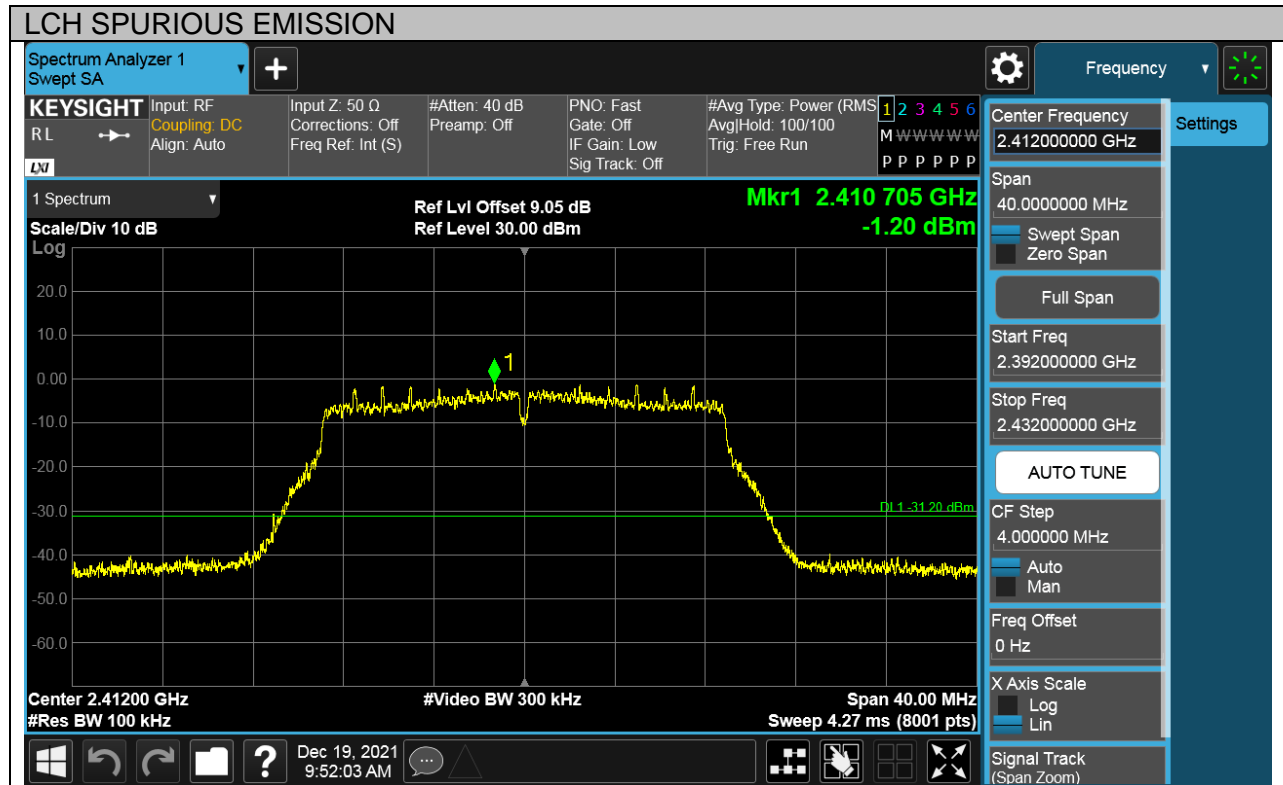 LCH SPURIOUS EMISSION
Spectrum Analyzer 1
Swept SA
Frequency
KEYSIGHT
RL
LXI
Input: RF
Coupling: DC
Align: Auto
Input Z: 50 Ω
Corrections: Off
Freq Ref: Int (S)
#Atten: 40 dB
Preamp: Off
PNO: Fast
Gate: Off
IF Gain: Low
Sig Track: Off
#Avg Type: Power (RMS
Avg|Hold: 100/100
Trig: Free Run
1 2 3 4 5 6
M W W W W W
P P P P P P
Center Frequency
2.412000000 GHz
Settings
Span
40.0000000 MHz
Swept Span
Zero Span
Full Span
Start Freq
2.392000000 GHz
Stop Freq
2.432000000 GHz
AUTO TUNE
CF Step
4.000000 MHz
Auto
Man
Freq Offset
0 Hz
X Axis Scale
Log
Lin
Signal Track
(Span Zoom)
1 Spectrum
Scale/Div 10 dB
Ref Lvl Offset 9.05 dB
Ref Level 30.00 dBm
Mkr1 2.410 705 GHz
-1.20 dBm
Log
20.0
10.0
0.00
-10.0
-20.0
-30.0
-40.0
-50.0
-60.0
1
DL1 -31.20 dBm
Center 2.41200 GHz
#Video BW 300 kHz
Span 40.00 MHz
#Res BW 100 kHz
Sweep 4.27 ms (8001 pts)
?
Dec 19, 2021
9:52:03 AM